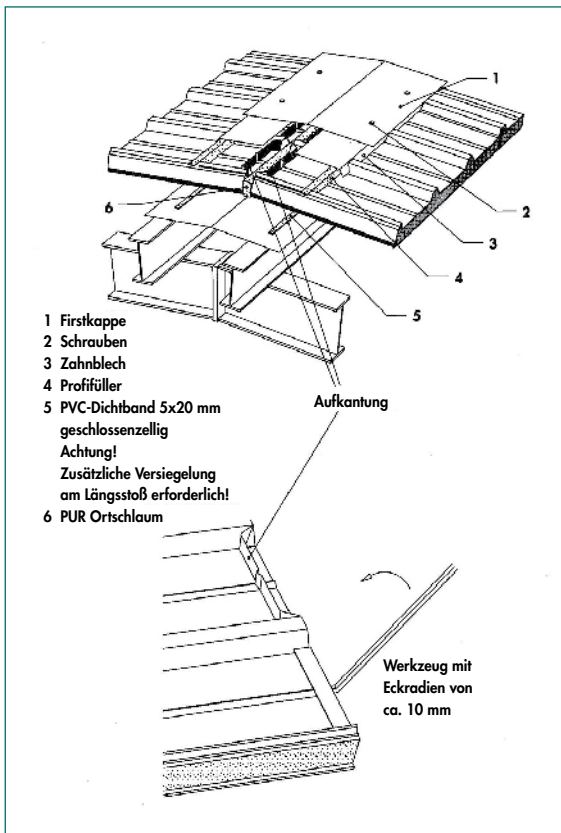 1
2
3
4
5
6
1 Firstkappe
2 Schrauben
3 Zahnblech
4 Profifüller
5 PVC-Dichtband 5x20 mm
geschlossenzellig
Achtung!
Zusätzliche Versiegelung
am Längsstoß erforderlich!
6 PUR Ortschlaum
Aufkantung
Werkzeug mit
Eckradien von
ca. 10 mm